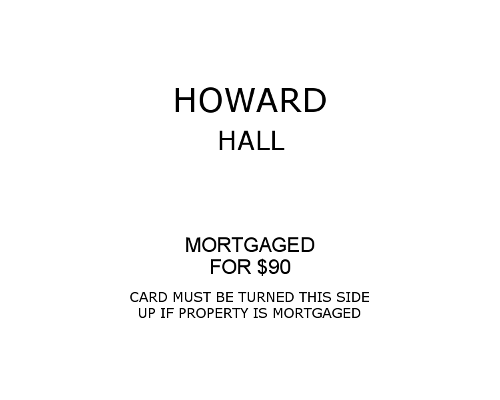 HOWARD
HALL
MORTGAGED
FOR $90
CARD MUST BE TURNED THIS SIDE
UP IF PROPERTY IS MORTGAGED